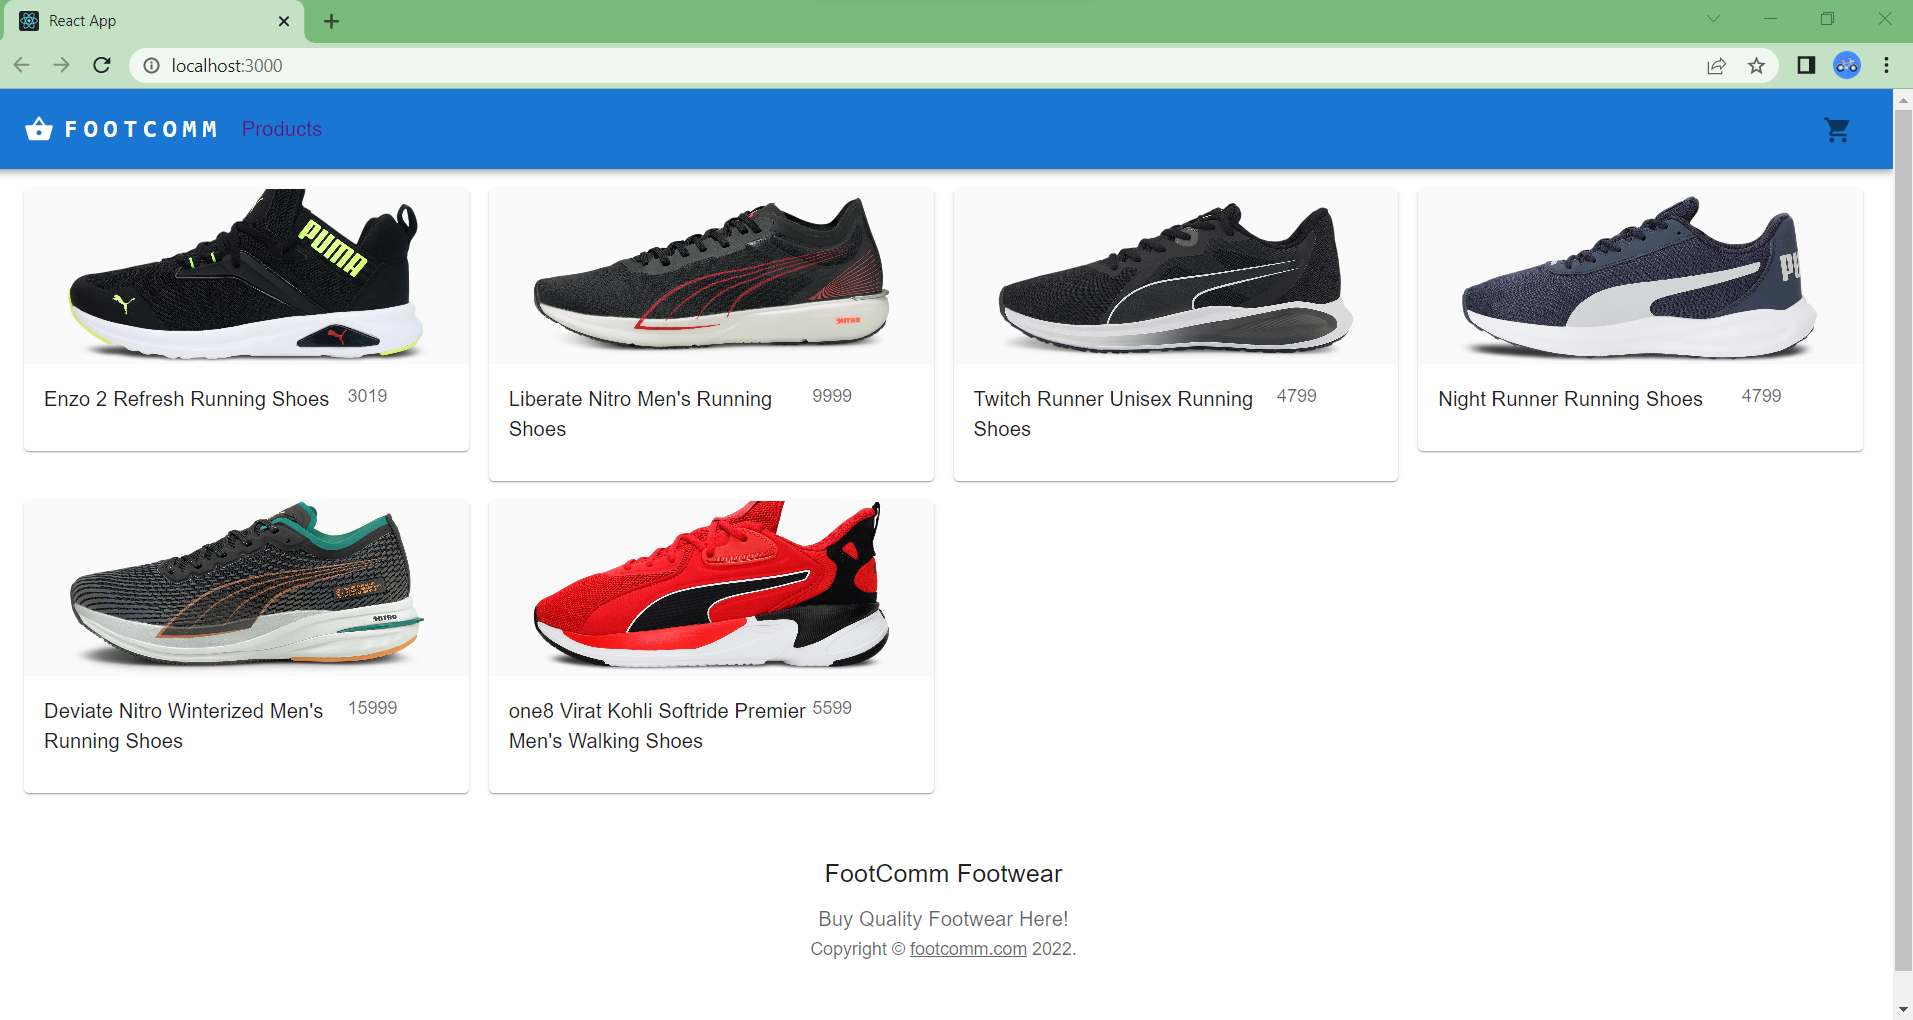 React App
localhost:3000
FOOTCOMM Products
PUMA
NITRO
PU
Enzo 2 Refresh Running Shoes 3019
Liberate Nitro Men's Running 9999
Shoes
Twitch Runner Unisex Running 4799
Shoes
Night Runner Running Shoes 4799
NITRO
Deviate Nitro Winterized Men's 15999
Running Shoes
one8 Virat Kohli Softride Premier 5599
Men's Walking Shoes
FootComm Footwear
Buy Quality Footwear Here!
Copyright © footcomm.com 2022.